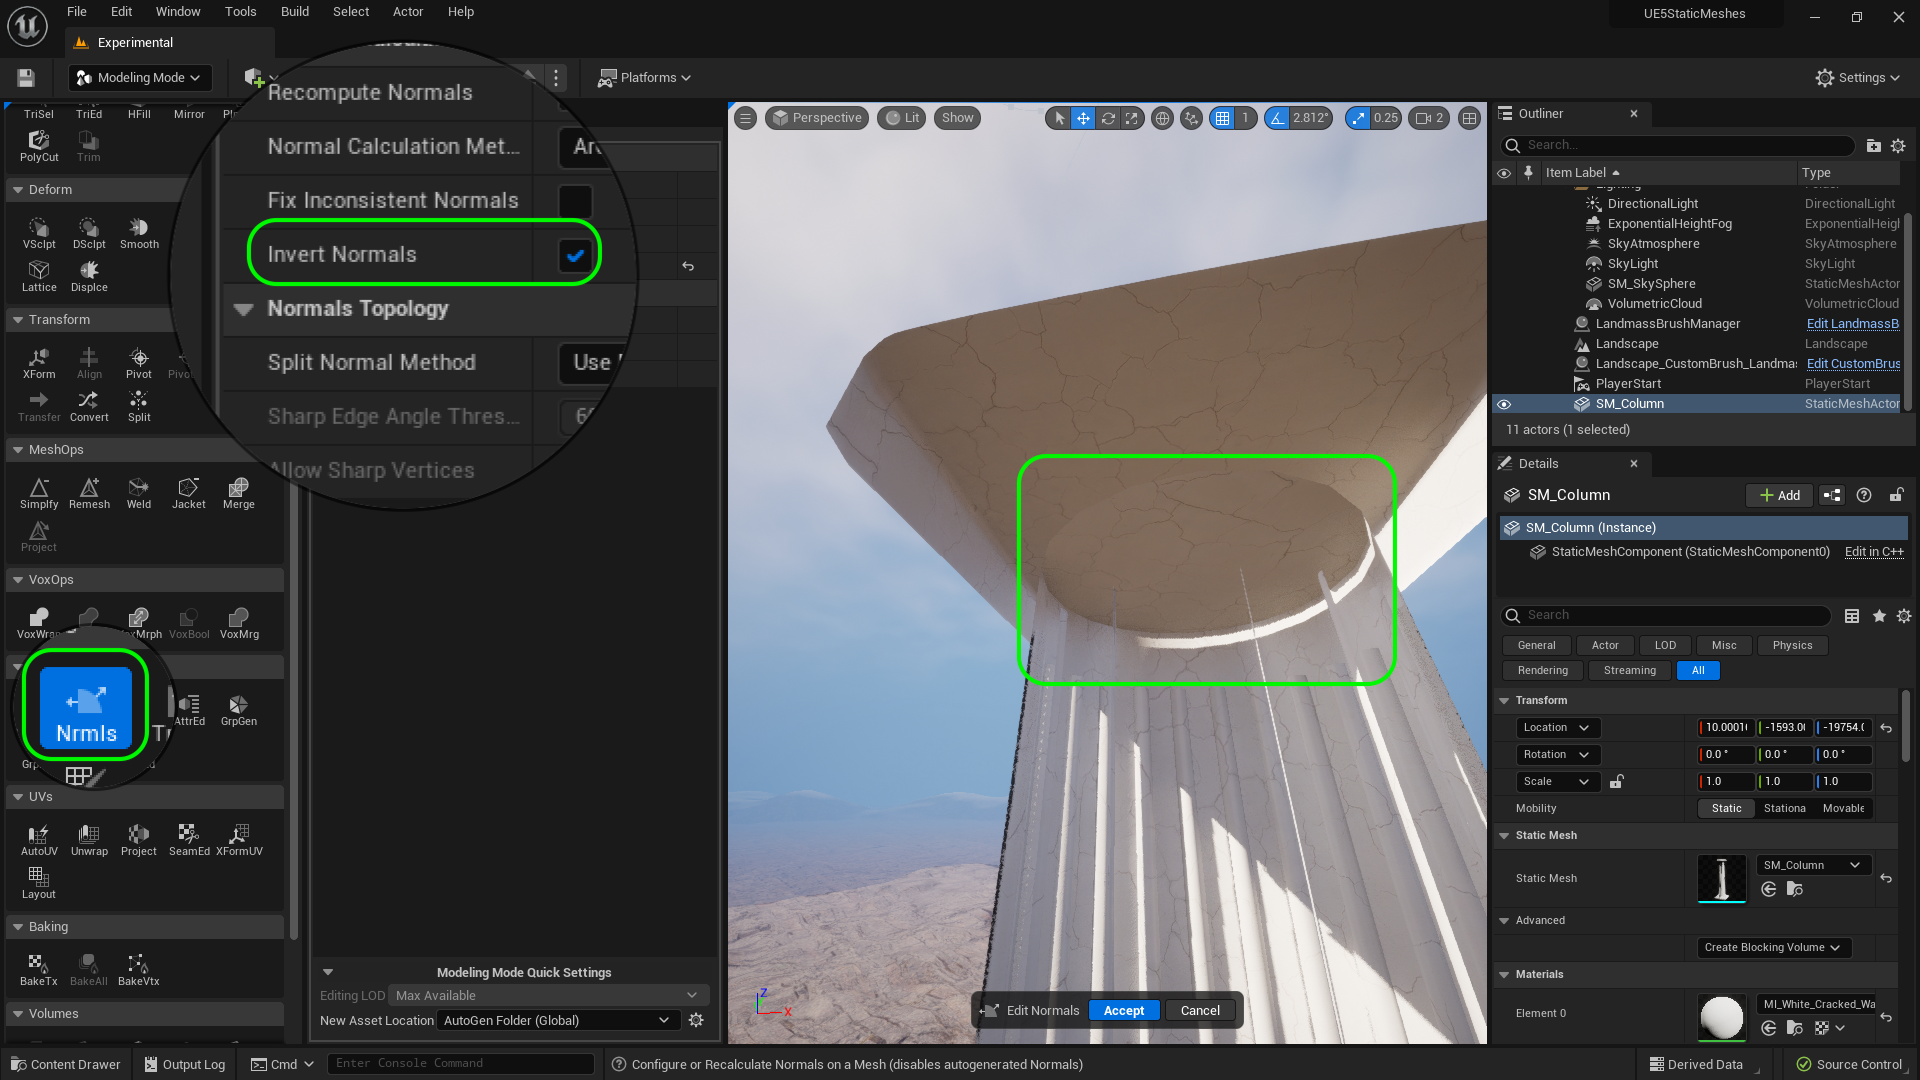 File Edit Window Tools Build Select Actor Help
UE5StaticMeshes
Experimental
Modeling Mode
Platforms
Settings
TriSel TriEd HFill Mirror
PolyCut Trim
Deform
VSclpt DSclpt Smooth
Lattice Displce
Transform
XForm Align Pivot
Transfer Convert Split
MeshOps
Simplfy Remesh Weld Jacket Merge
Project
VoxOps
VoxWrap VoxMrph VoxBool VoxMrg
Nrmls
AttrEd GrpGen
UVs
AutoUV Unwrap Project SeamEd XFormUV
Layout
Baking
BakeTx BakeAll BakeVtx
Volumes
Recompute Normals
Normal Calculation Met...
Fix Inconsistent Normals
Invert Normals
Normals Topology
Split Normal Method Use
Sharp Edge Angle Thres...
Allow Sharp Vertices
Modeling Mode Quick Settings
Editing LOD Max Available
New Asset Location AutoGen Folder (Global)
Perspective Lit Show 1 2.812° 0.25 2
Z
X
Edit Normals Accept Cancel
Outliner
Search...
Item Label Type
Lighting Folder
DirectionalLight DirectionalLight
ExponentialHeightFog ExponentialHeigh
SkyAtmosphere SkyAtmosphere
SkyLight SkyLight
SM_SkySphere StaticMeshActor
VolumetricCloud VolumetricCloud
LandmassBrushManager Edit LandmassB
Landscape Landscape
Landscape_CustomBrush_Landmas Edit CustomBrus
PlayerStart PlayerStart
SM_Column StaticMeshActor
11 actors (1 selected)
Details
SM_Column Add
SM_Column (Instance)
StaticMeshComponent (StaticMeshComponent0) Edit in C++
Search
General Actor LOD Misc Physics
Rendering Streaming All
Transform
Location 10.00010 -1593.00 -19754.0
Rotation 0.0 ° 0.0 ° 0.0 °
Scale 1.0 1.0 1.0
Mobility Static Stationa Movable
Static Mesh
Static Mesh SM_Column
Advanced
Create Blocking Volume
Materials
Element 0 MI_White_Cracked_Wa
Content Drawer Output Log Cmd Enter Console Command Configure or Recalculate Normals on a Mesh (disables autogenerated Normals) Derived Data Source Control